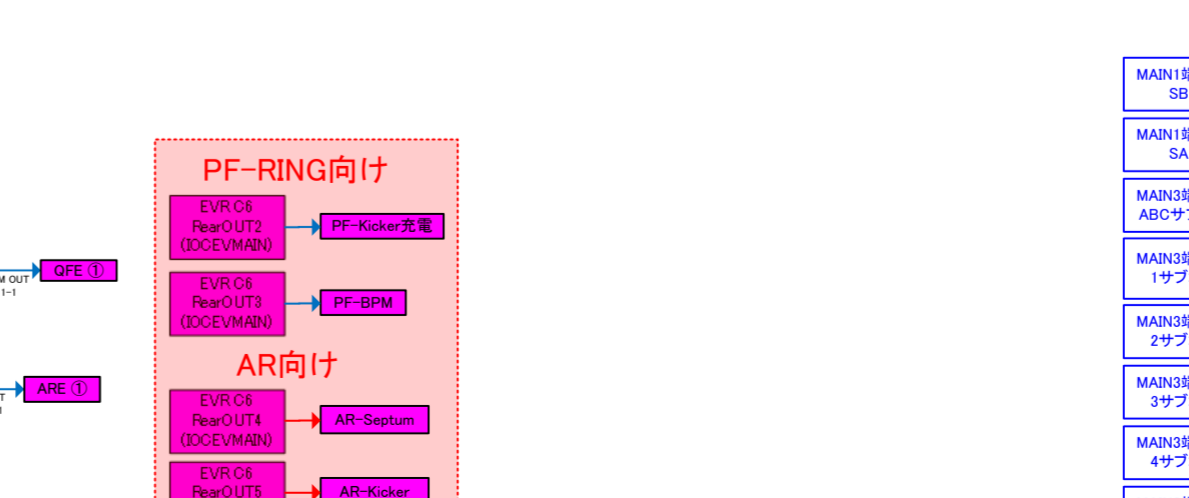 PF-RING向け
EVR C6
RearOUT2
(IOCEVMAIN)
PF-Kicker充電
EVR C6
RearOUT3
(IOCEVMAIN)
PF-BPM
QFE ①
OUT
1-1
AR向け
ARE ①
EVR C6
RearOUT4
(IOCEVMAIN)
AR-Septum
EVR C6
RearOUT5
AR-Kicker
MAIN1
SB
MAIN1
SA
MAIN3
ABCサ
MAIN3
1サブ
MAIN3
2サブ
MAIN3
3サブ
MAIN3
4サブ